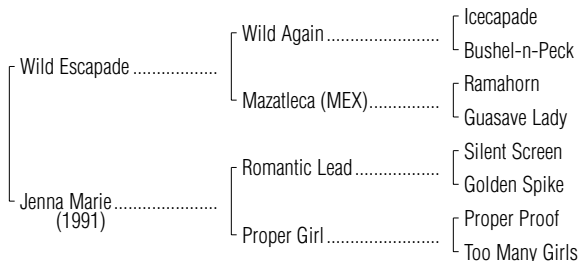 Icecapade
Wild Again
Bushel-n-Peck
Wild Escapade
Ramahorn
Mazatleca (MEX)
Guasave Lady
Silent Screen
Romantic Lead
Golden Spike
Jenna Marie
(1991)
Proper Proof
Proper Girl
Too Many Girls